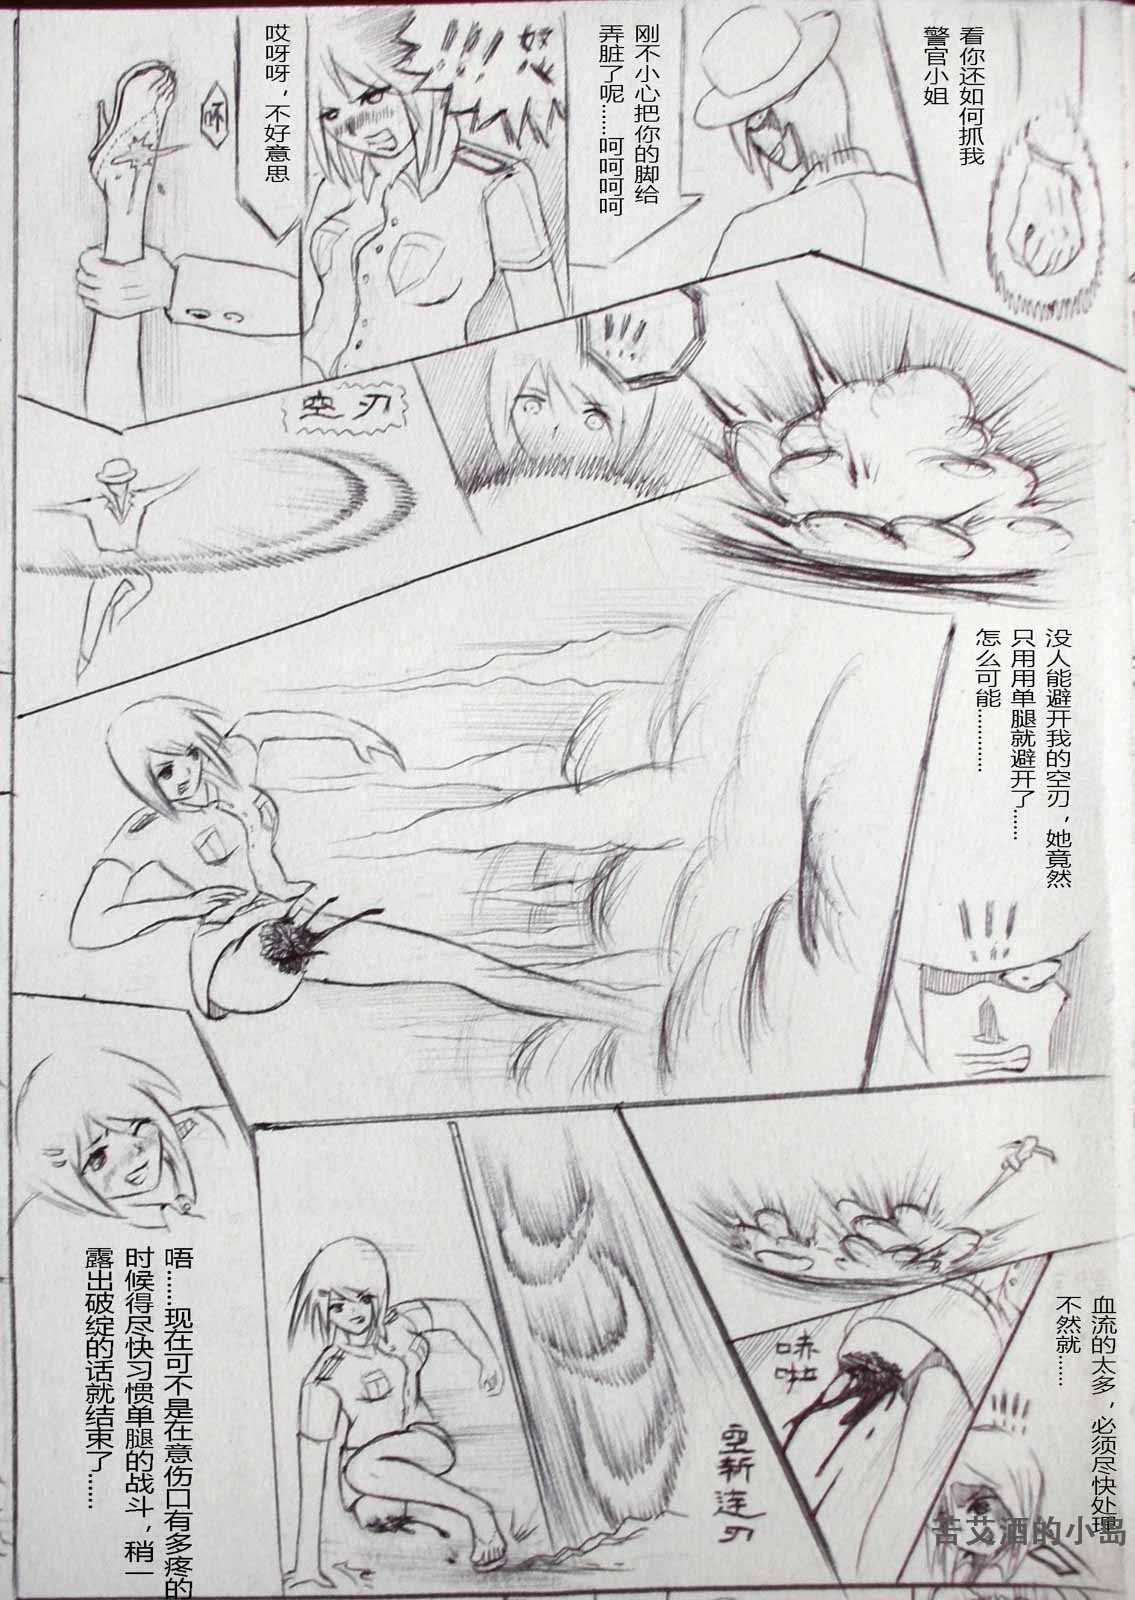 看你还如何抓我
警官小姐
刚不小心把你的脚给
弄脏了呢……呵呵呵呵
哎呀呀，不好意思
空刃
没人能避开我的空刃，她竟然
只用用单腿就避开了……
怎么可能…………
血流的太多，必须尽快处理
不然就……
哧啦
空斩连刃
唔……现在可不是在意伤口有多疼的
时候得尽快习惯单腿的战斗，稍一
露出破绽的话就结束了……
苦艾酒的小岛